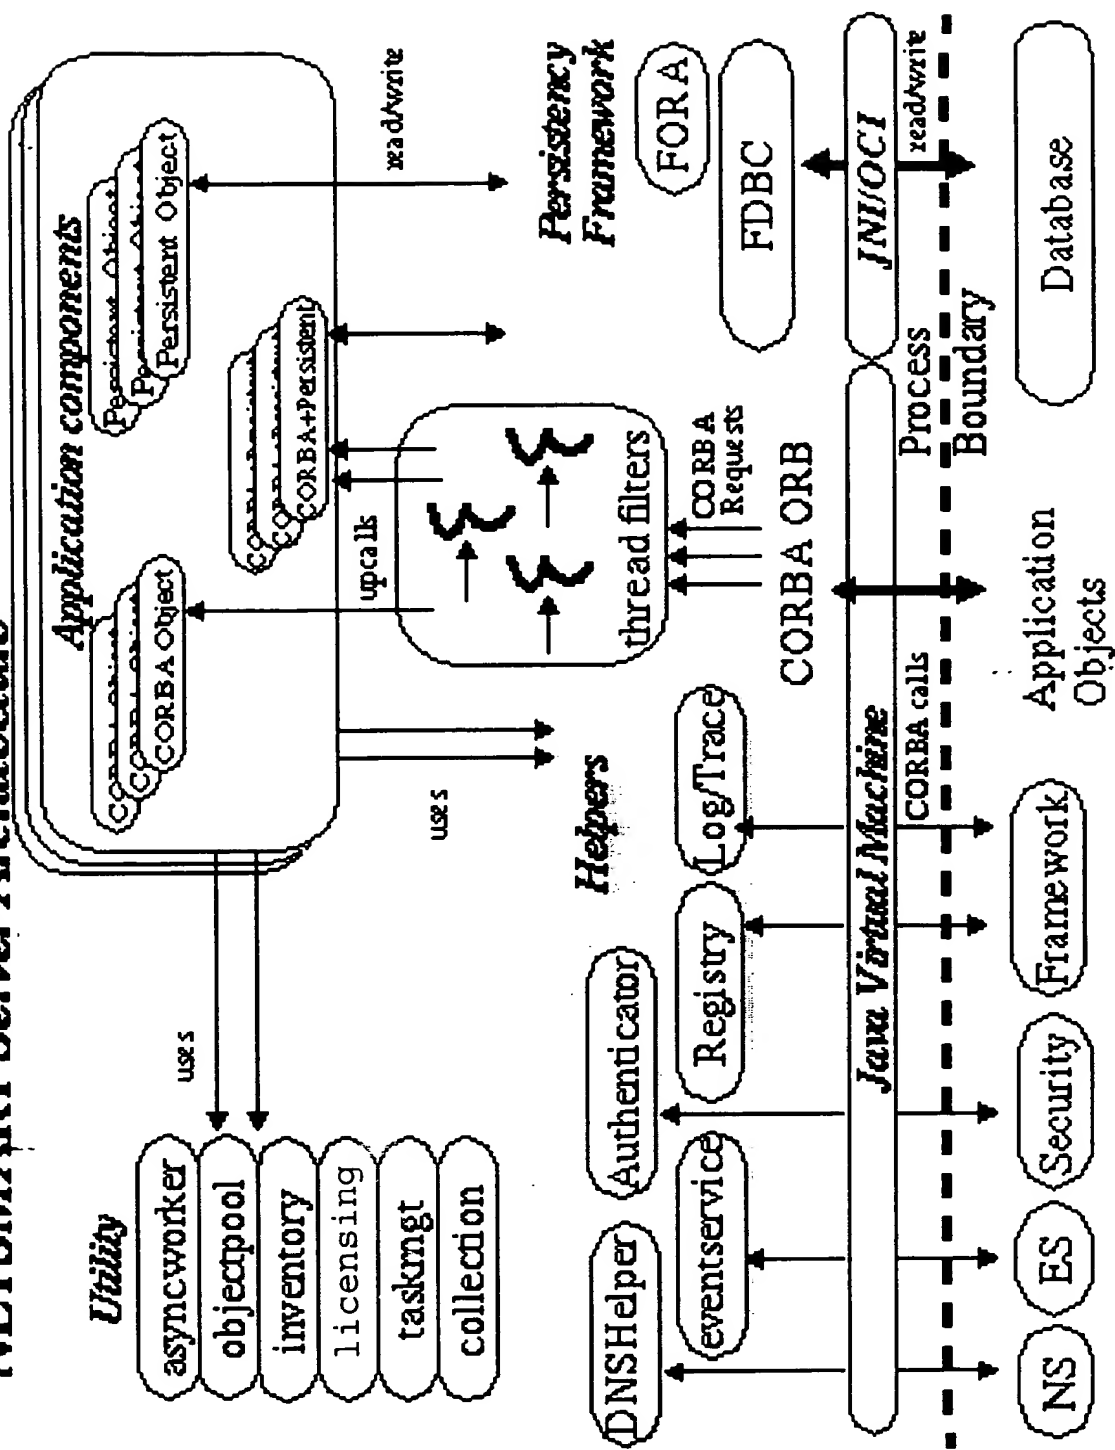 Utility
asyncworker
objectpool
inventory
licensing
taskmgt
collection
uses
Application components
CORBA Object
CORBA+Persistent
Persistent Object
uses
upcalls
read/write
thread filters
CORBA
Requests
CORBA ORB
Helpers
DNSHelper
Authenticator
eventservice
Registry
Log/Trace
Persistency
Framework
FORA
FDBC
Java Virtual Machine
JNI/OCI
CORBA calls
Process
Boundary
read/write
NS
ES
Security
Framework
Application
Objects
Database